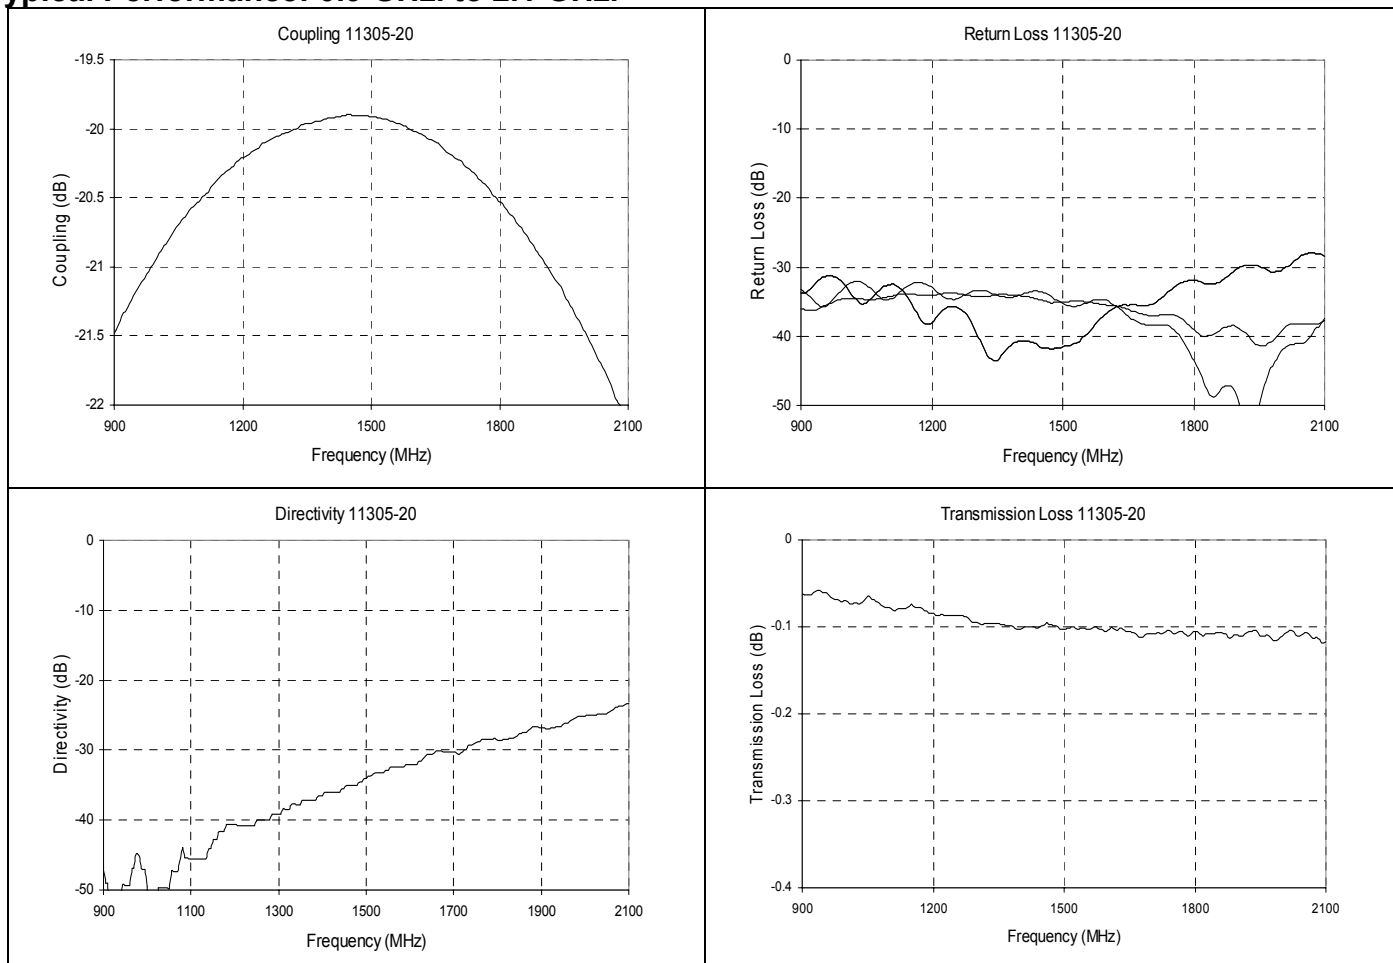 Coupling 11305-20
-19.5
-20
-20.5
-21
-21.5
-22
Coupling (dB)
900 1200 1500 1800 2100
Frequency (MHz)
Return Loss 11305-20
0
-10
-20
-30
-40
-50
Return Loss (dB)
900 1200 1500 1800 2100
Frequency (MHz)
Directivity 11305-20
0
-10
-20
-30
-40
-50
Directivity (dB)
900 1100 1300 1500 1700 1900 2100
Frequency (MHz)
Transmission Loss 11305-20
0
-0.1
-0.2
-0.3
-0.4
Transmission Loss (dB)
900 1200 1500 1800 2100
Frequency (MHz)